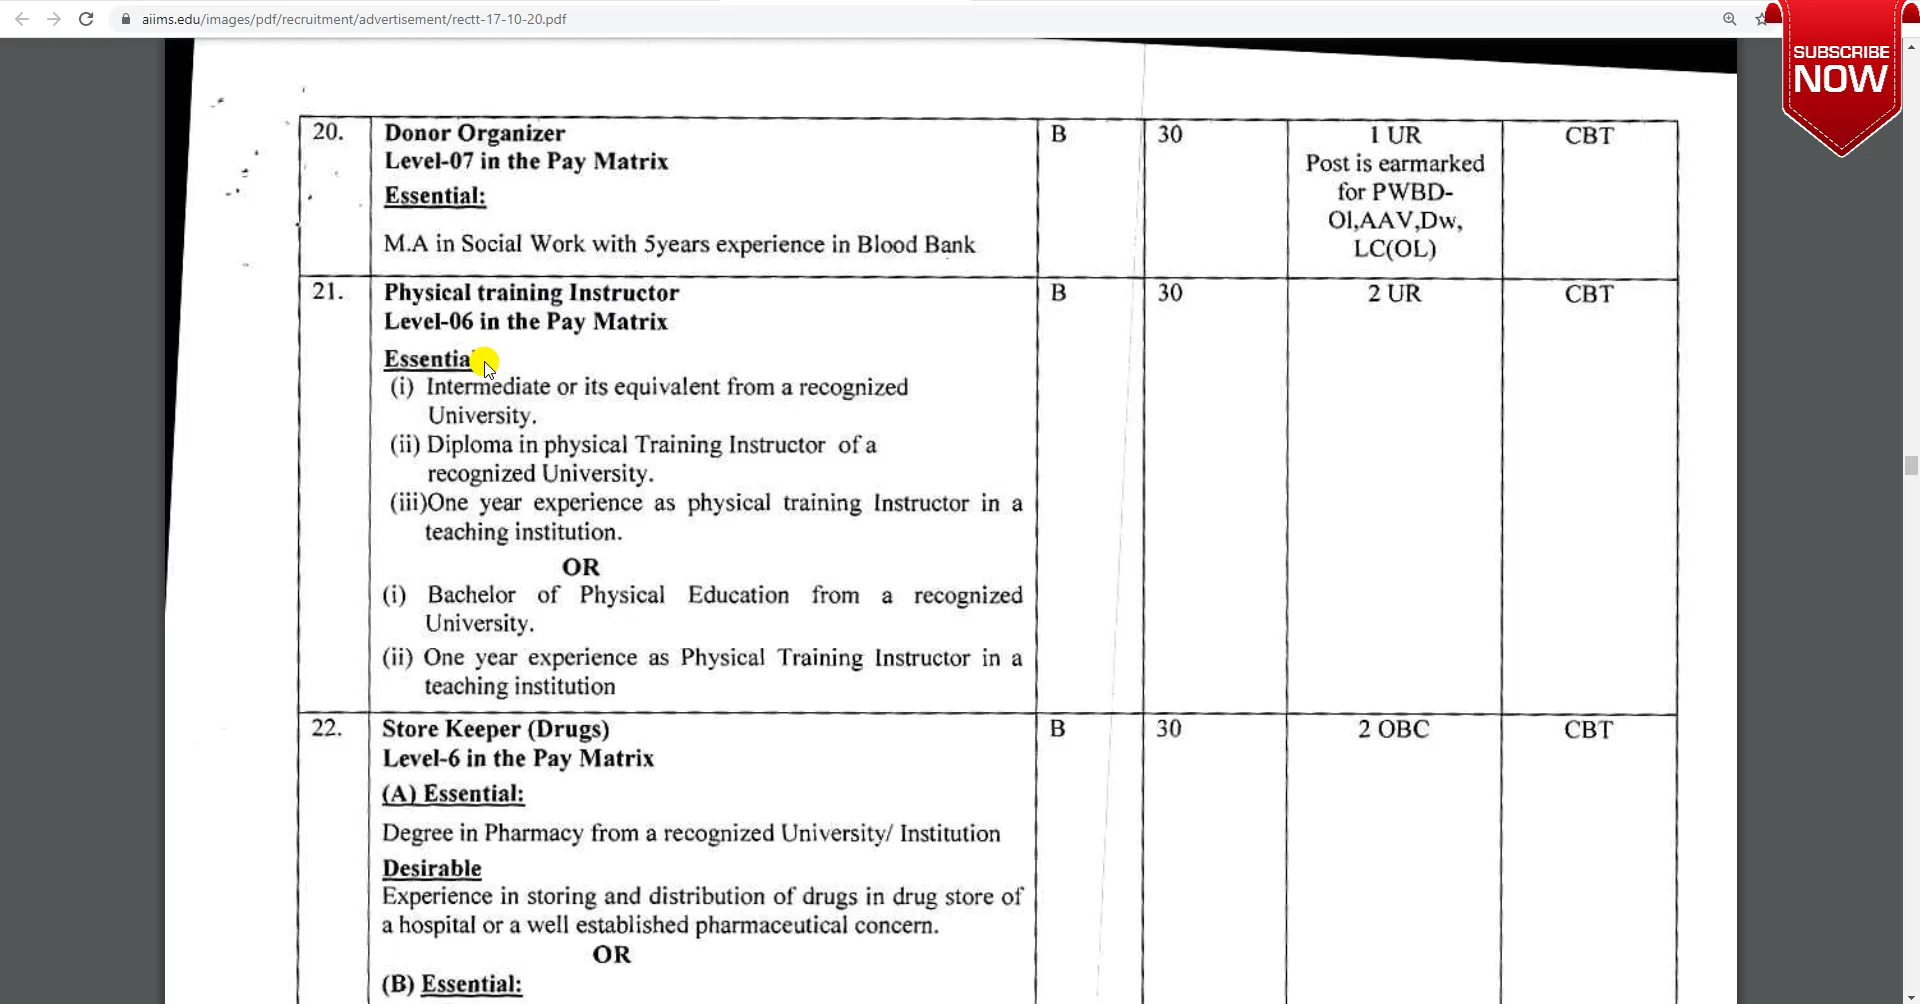 aiims.edu/images/pdf/recruitment/advertisement/rectt-17-10-20.pdf
SUBSCRIBE
NOW
20.
Donor Organizer
Level-07 in the Pay Matrix
Essential:
M.A in Social Work with 5years experience in Blood Bank
B
30
1 UR
Post is earmarked
for PWBD-
Ol,AAV,Dw,
LC(OL)
CBT
21.
Physical training Instructor
Level-06 in the Pay Matrix
Essential
(i) Intermediate or its equivalent from a recognized
University.
(ii) Diploma in physical Training Instructor of a
recognized University.
(iii)One year experience as physical training Instructor in a
teaching institution.
OR
(i) Bachelor of Physical Education from a recognized
University.
(ii) One year experience as Physical Training Instructor in a
teaching institution
B
30
2 UR
CBT
22.
Store Keeper (Drugs)
Level-6 in the Pay Matrix
(A) Essential:
Degree in Pharmacy from a recognized University/ Institution
Desirable
Experience in storing and distribution of drugs in drug store of
a hospital or a well established pharmaceutical concern.
OR
(B) Essential:
B
30
2 OBC
CBT